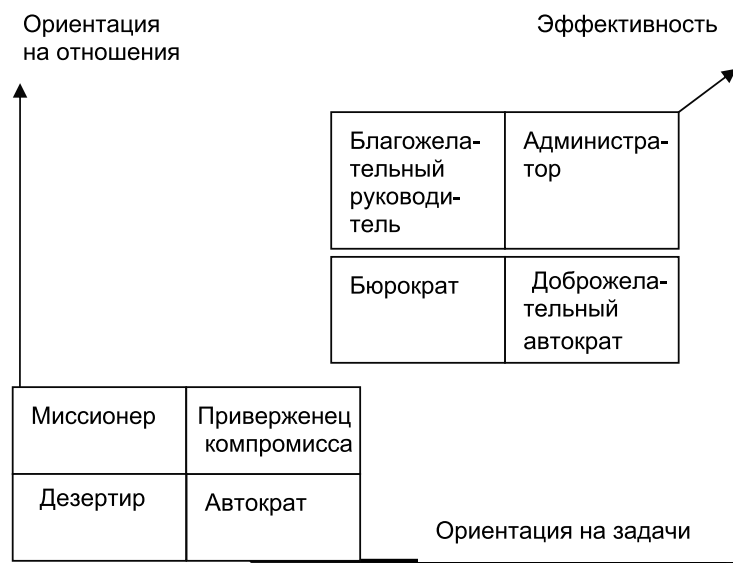 Ориентация
на отношения
Эффективность
Благожела-
тельный
руководи-
тель
Администра-
тор
Бюрократ
Доброжела-
тельный
автократ
Миссионер
Приверженец
компромисса
Дезертир
Автократ
Ориентация на задачи